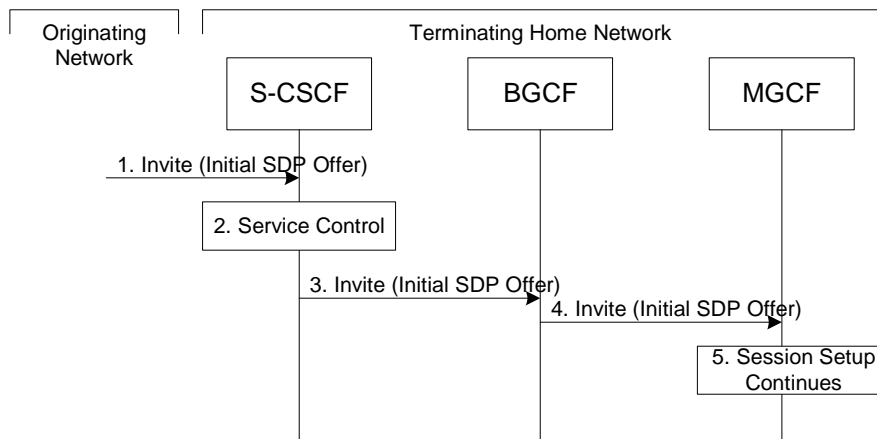 Originating
Network
Terminating Home Network
S-CSCF
BGCF
MGCF
1. Invite (Initial SDP Offer)
2. Service Control
3. Invite (Initial SDP Offer)
4. Invite (Initial SDP Offer)
5. Session Setup
Continues